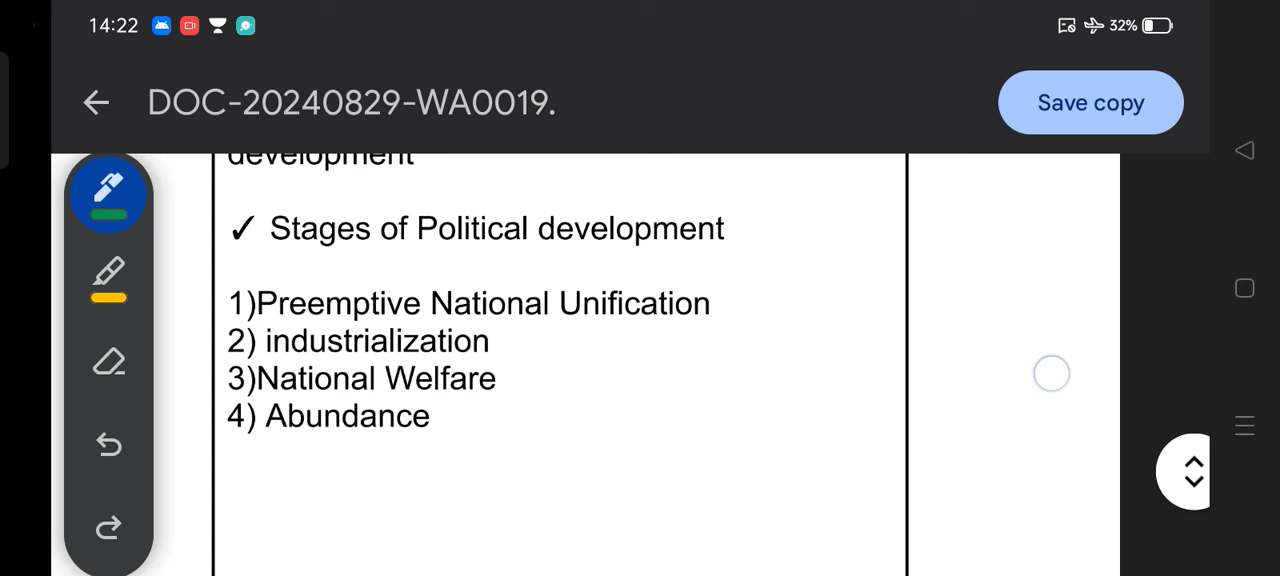 14:22
32%
DOC-20240829-WA0019.
Save copy
development
✓ Stages of Political development
1)Preemptive National Unification
2) industrialization
3)National Welfare
4) Abundance